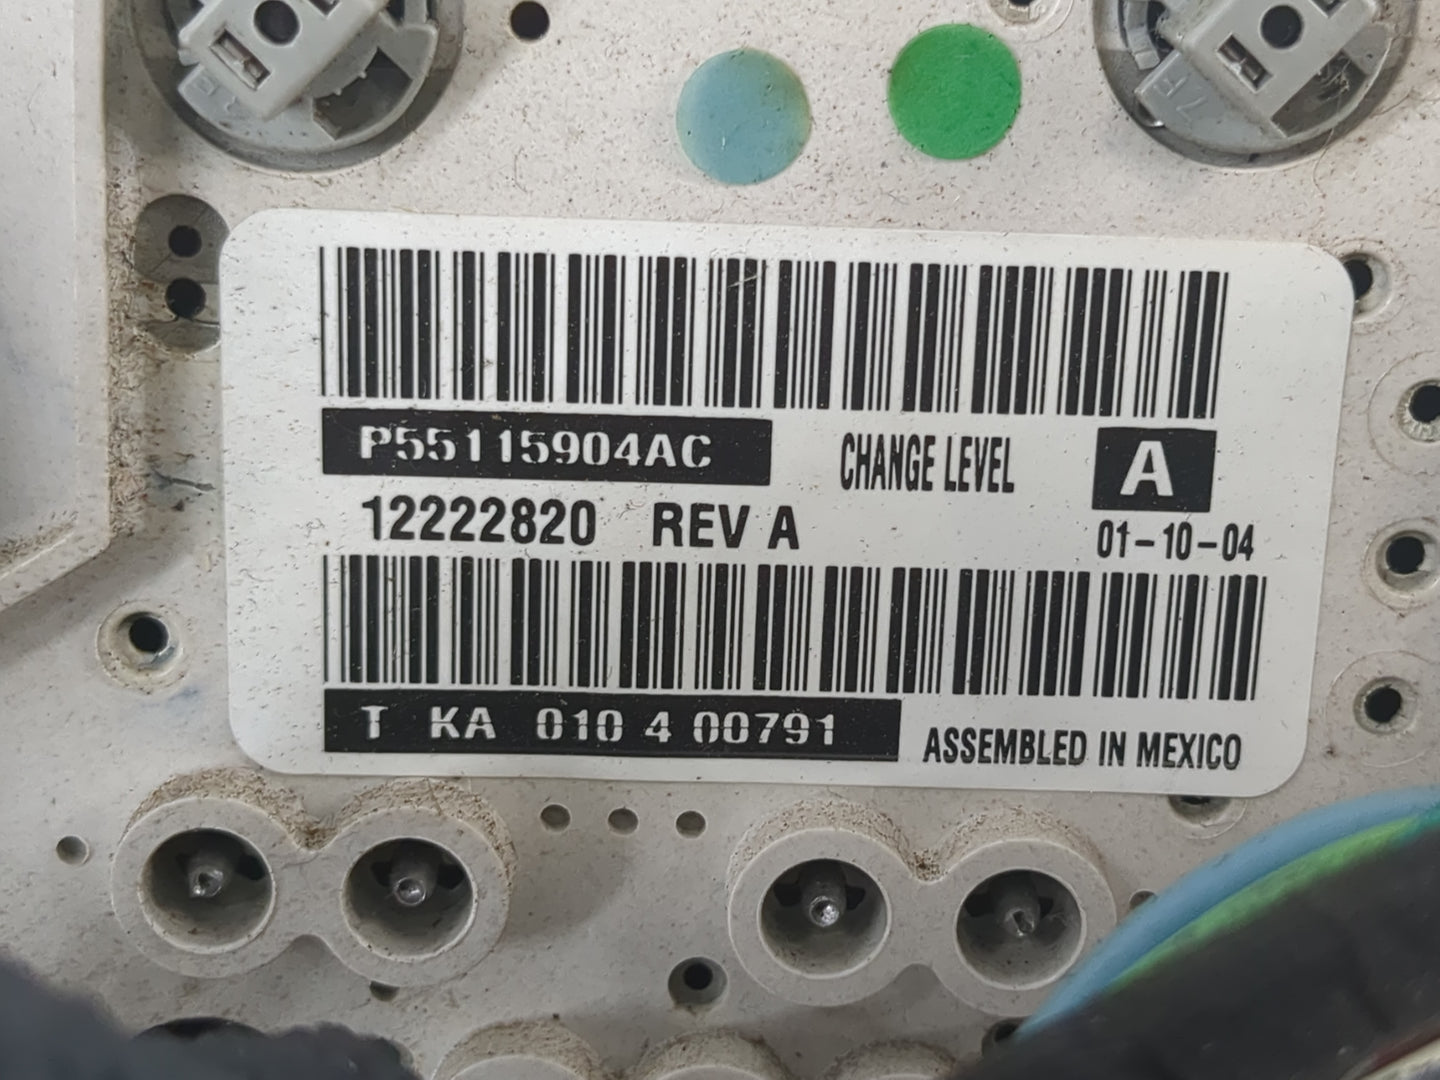 P55115904AC CHANGE LEVEL A
12222820 REV A 01-10-04
T KA 010 4 00791 ASSEMBLED IN MEXICO